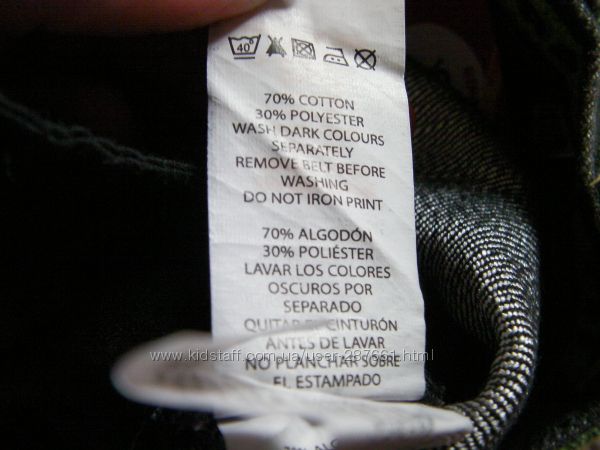 40°
70% COTTON
30% POLYESTER
WASH DARK COLOURS
SEPARATELY
REMOVE BELT BEFORE
WASHING
DO NOT IRON PRINT
70% ALGODÓN
30% POLIÉSTER
LAVAR LOS COLORES
OSCUROS POR
SEPARADO
QUITAR EL CINTURÓN
ANTES DE LAVAR
www.kidstaff.com.ua/user-287661.html
NO PLANCHAR SOBRE
EL ESTAMPADO